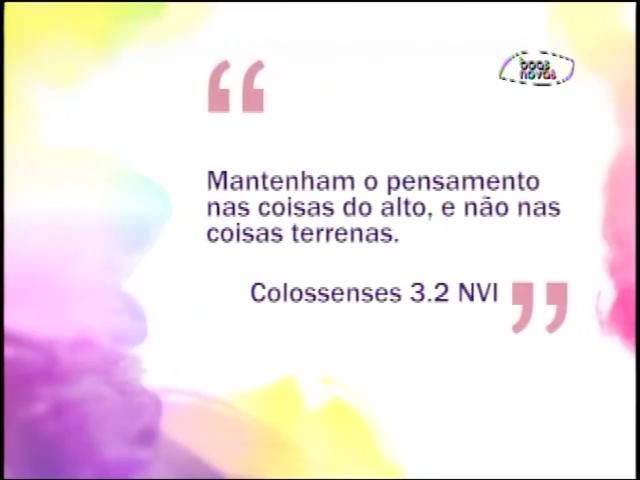 boas
novas
“
Mantenham o pensamento
nas coisas do alto, e não nas
coisas terrenas.
Colossenses 3.2 NVI ”